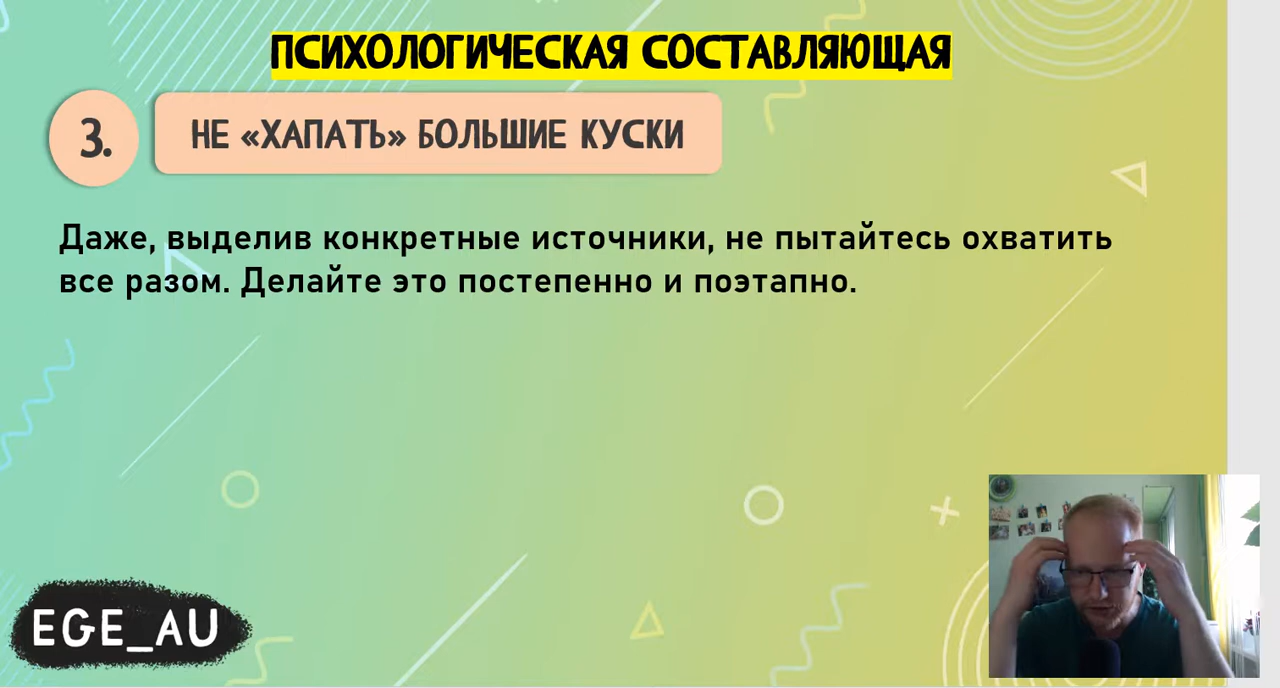 ПСИХОЛОГИЧЕСКАЯ СОСТАВЛЯЮЩАЯ
3.
НЕ «ХАПАТЬ» БОЛЬШИЕ КУСКИ
Даже, выделив конкретные источники, не пытайтесь охватить
все разом. Делайте это постепенно и поэтапно.
EGE_AU